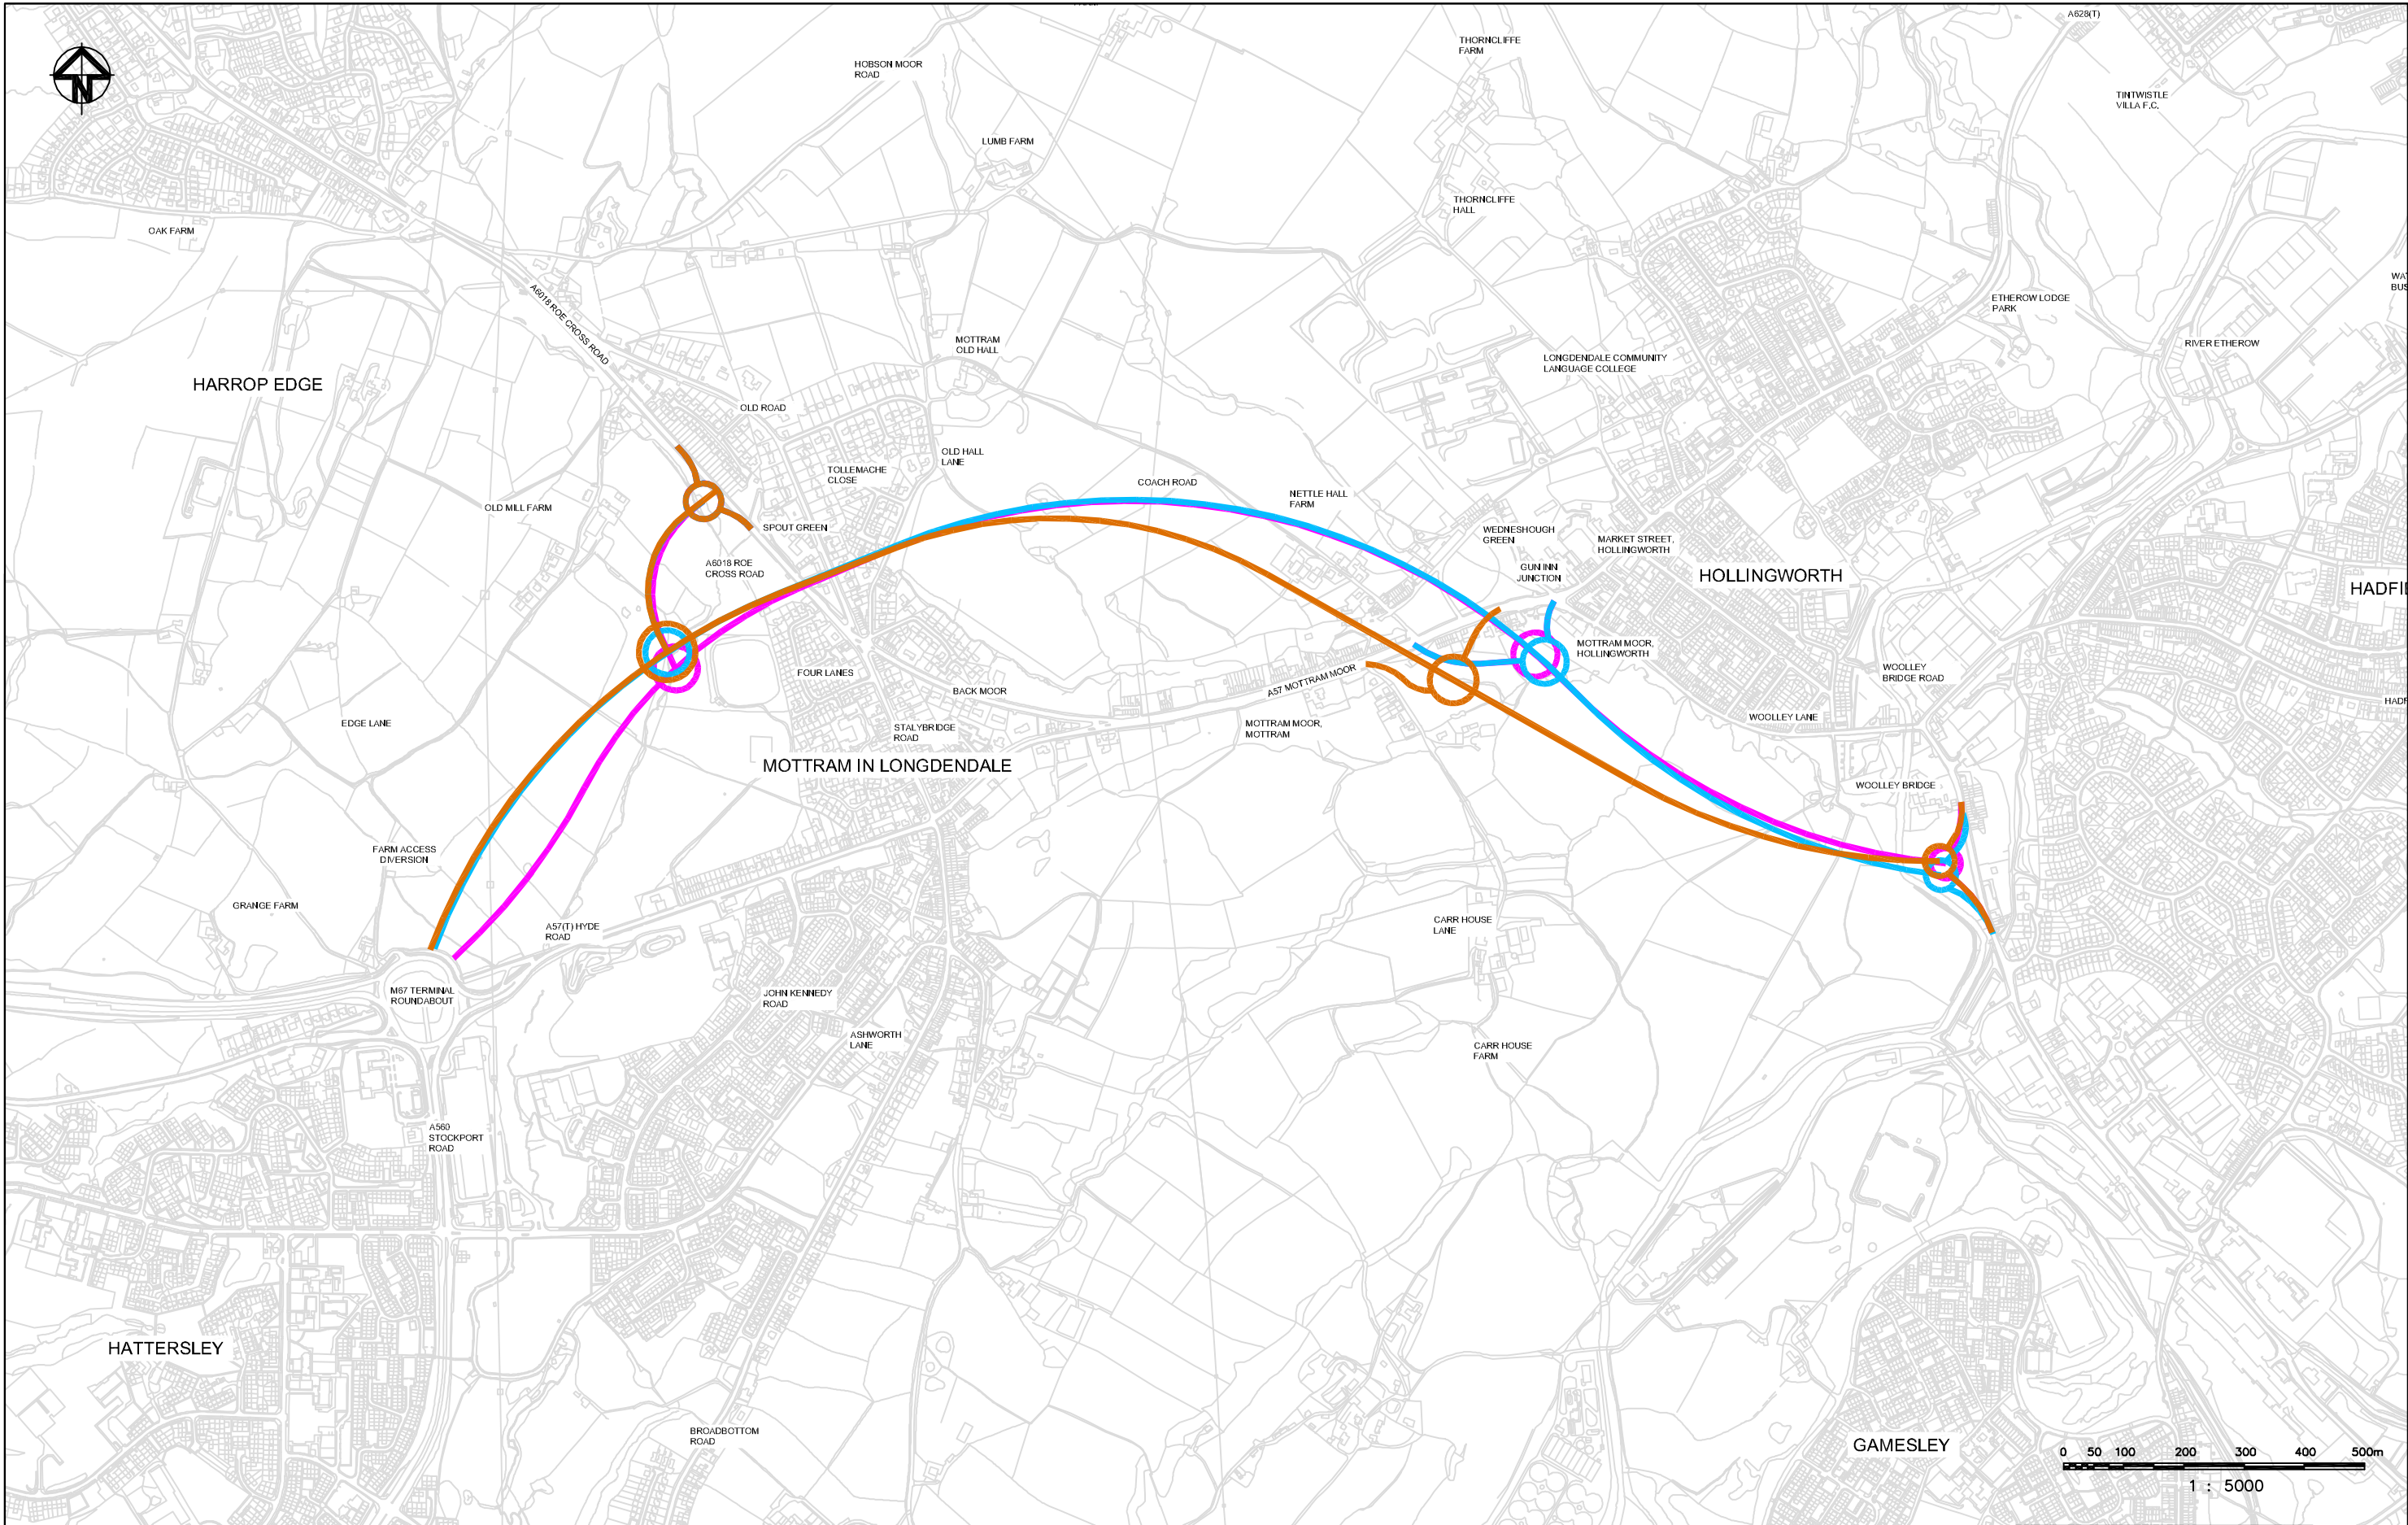 A628(T)
THORNCLIFFE
FARM
HOBSON MOOR
ROAD
TINTWISTLE
VILLA F.C.
N
LUMB FARM
THORNCLIFFE
HALL
OAK FARM
ETHEROW LODGE
PARK
A6018 ROE CROSS ROAD
RIVER ETHEROW
MOTTRAM
OLD HALL
LONGDENDALE COMMUNITY
LANGUAGE COLLEGE
HARROP EDGE
OLD ROAD
OLD HALL
LANE
TOLLEMACHE
CLOSE
COACH ROAD
NETTLE HALL
FARM
OLD MILL FARM
SPOUT GREEN
WEDNESHOUGH
GREEN
MARKET STREET,
HOLLINGWORTH
A6018 ROE
CROSS ROAD
GUN INN
JUNCTION
HOLLINGWORTH
HADFI
MOTTRAM MOOR,
HOLLINGWORTH
FOUR LANES
WOOLLEY
BRIDGE ROAD
A57 MOTTRAM MOOR
BACK MOOR
HADF
EDGE LANE
STALYBRIDGE
ROAD
MOTTRAM MOOR,
MOTTRAM
WOOLLEY LANE
MOTTRAM IN LONGDENDALE
WOOLLEY BRIDGE
FARM ACCESS
DIVERSION
GRANGE FARM
A57(T) HYDE
ROAD
CARR HOUSE
LANE
M67 TERMINAL
ROUNDABOUT
JOHN KENNEDY
ROAD
ASHWORTH
LANE
CARR HOUSE
FARM
A560
STOCKPORT
ROAD
HATTERSLEY
BROADBOTTOM
ROAD
GAMESLEY
0 50 100 200 300 400 500m
1 : 5000